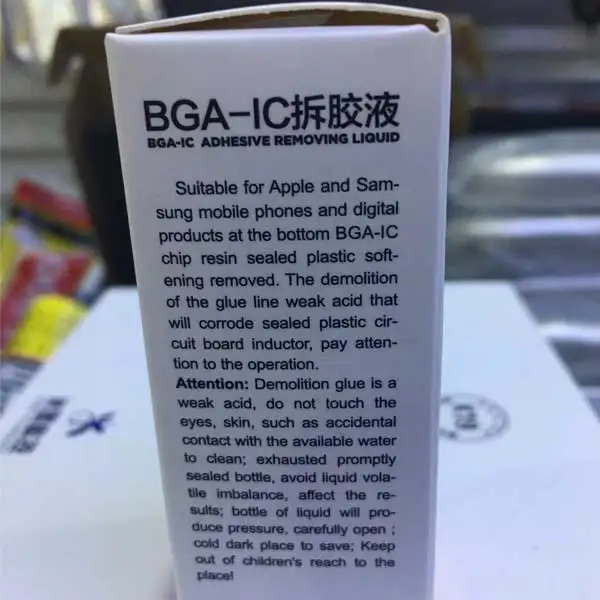 BGA-IC拆胶液
BGA-IC ADHESIVE REMOVING LIQUID
Suitable for Apple and Sam-
sung mobile phones and digital
products at the bottom BGA-IC
chip resin sealed plastic soft-
ening removed. The demolition
of the glue line weak acid that
will corrode sealed plastic cir-
cuit board inductor, pay atten-
tion to the operation.
Attention: Demolition glue is a
weak acid, do not touch the
eyes, skin, such as accidental
contact with the available water
to clean; exhausted promptly
sealed bottle, avoid liquid vola-
tile imbalance, affect the re-
sults; bottle of liquid will pro-
duce pressure, carefully open ;
cold dark place to save; Keep
out of children's reach to the
place!